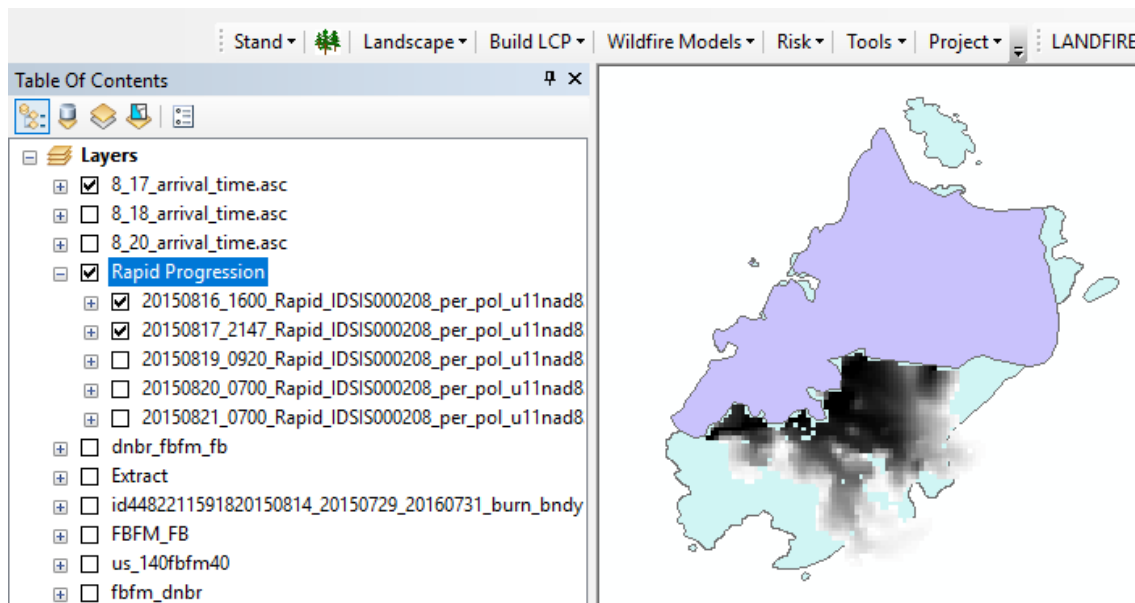 Stand Landscape Build LCP Wildfire Models Risk Tools Project LANDFIRE
Table Of Contents
Layers
8_17_arrival_time.asc
8_18_arrival_time.asc
8_20_arrival_time.asc
Rapid Progression
20150816_1600_Rapid_IDSIS000208_per_pol_u11nad8
20150817_2147_Rapid_IDSIS000208_per_pol_u11nad8
20150819_0920_Rapid_IDSIS000208_per_pol_u11nad8
20150820_0700_Rapid_IDSIS000208_per_pol_u11nad8
20150821_0700_Rapid_IDSIS000208_per_pol_u11nad8
dnbr_fbfm_fb
Extract
id4482211591820150814_20150729_20160731_burn_bndy
FBFM_FB
us_140fbfm40
fbfm_dnbr